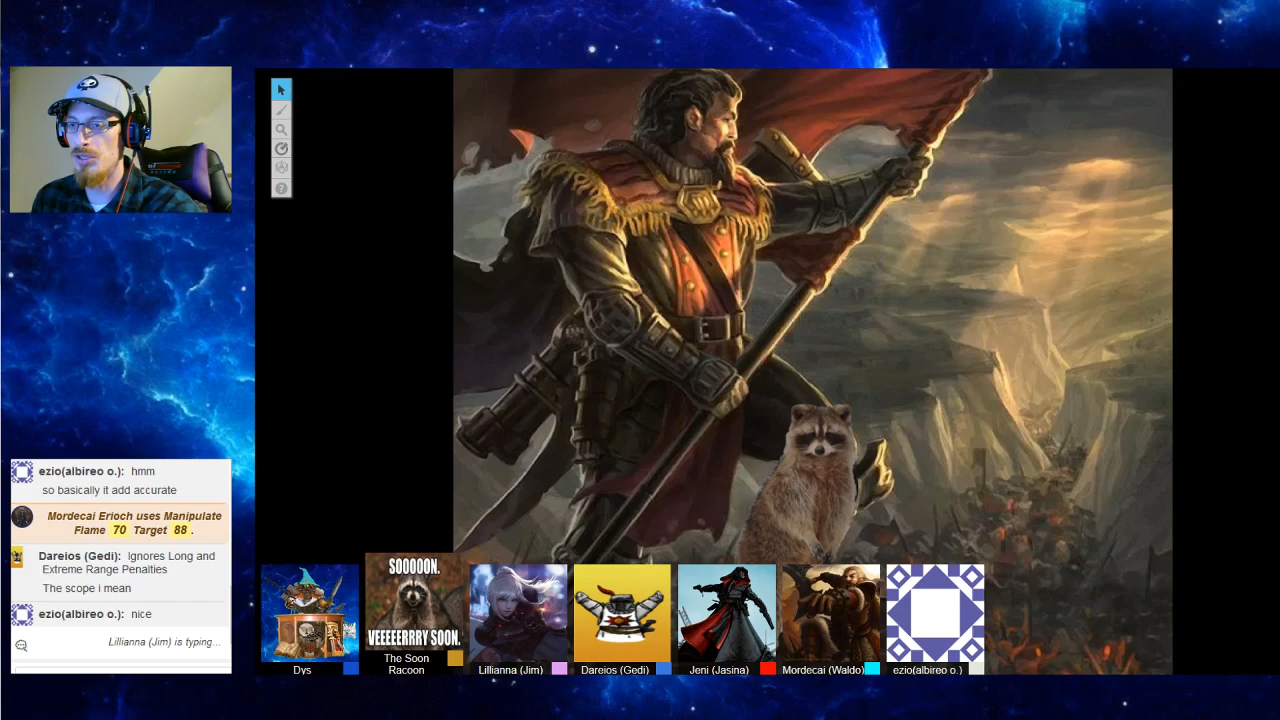 ezio(albireo o.): hmm
so basically it add accurate
Mordecai Erioch uses Manipulate
Flame 70 Target 88 .
Dareios (Gedi): Ignores Long and
Extreme Range Penalties
The scope i mean
ezio(albireo o.): nice
Lillianna (Jim) is typing...
SOOOOON.
VEEEEERRRY SOON.
Dys
The Soon
Racoon
Lillianna (Jim)
Dareios (Gedi)
Jeni (Jasina)
Mordecai (Waldo)
ezio(albireo o.)